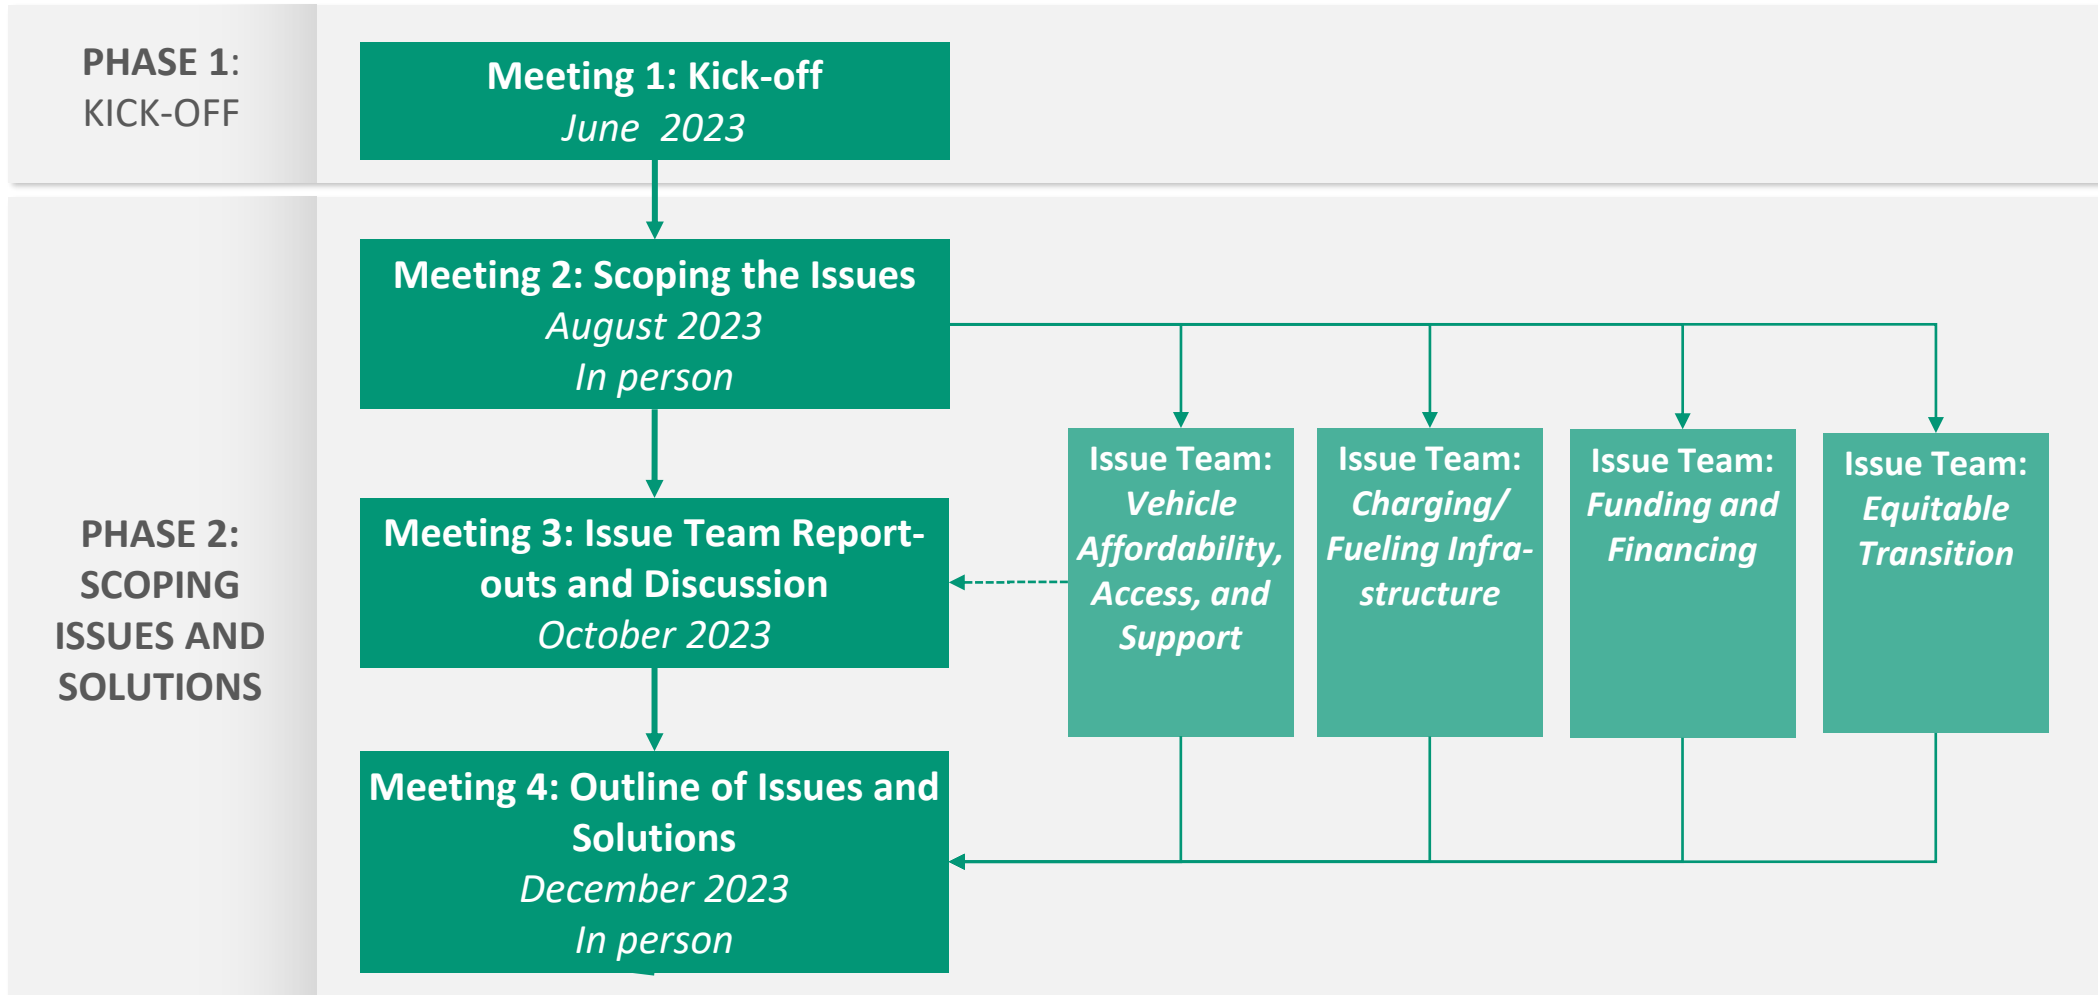 PHASE 1:
KICK-OFF
Meeting 1: Kick-off
June  2023
PHASE 2:
SCOPING
ISSUES AND
SOLUTIONS
Meeting 2: Scoping the Issues
August 2023
In person
Meeting 3: Issue Team Report-
outs and Discussion
October 2023
Meeting 4: Outline of Issues and
Solutions
December 2023
In person
Issue Team:
Vehicle
Affordability,
Access, and
Support
Issue Team:
Charging/
Fueling Infra-
structure
Issue Team:
Funding and
Financing
Issue Team:
Equitable
Transition